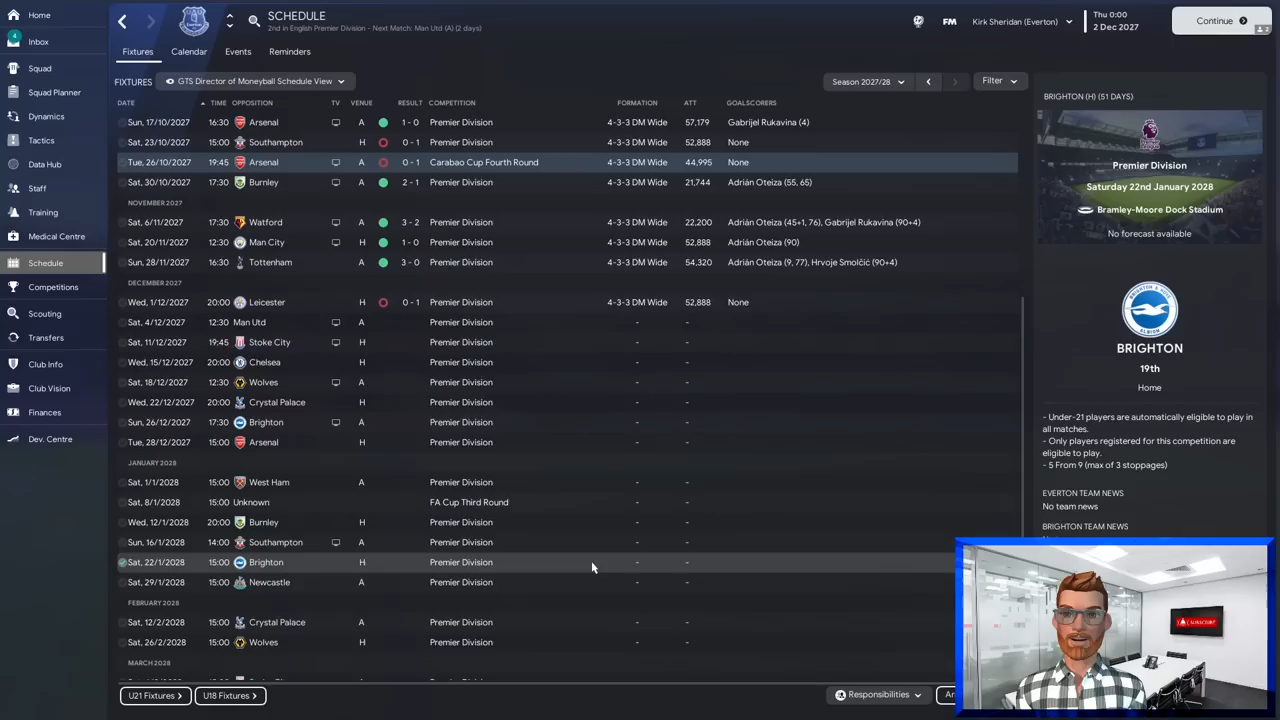 Home
4
Inbox
Squad
Squad Planner
Dynamics
Tactics
Data Hub
Staff
Training
Medical Centre
Schedule
Competitions
Scouting
Transfers
Club Info
Club Vision
Finances
Dev. Centre
SCHEDULE
2nd in English Premier Division - Next Match: Man Utd (A) (2 days)
FM Kirk Sheridan (Everton) Thu 0:00
2 Dec 2027
Continue
Fixtures Calendar Events Reminders
FIXTURES GTS Director of Moneyball Schedule View Season 2027/28 Filter
DATE TIME OPPOSITION TV VENUE RESULT COMPETITION FORMATION ATT GOALSCORERS
Sun, 17/10/2027 16:30 Arsenal A 1 - 0 Premier Division 4-3-3 DM Wide 57,179 Gabrijel Rukavina (4)
Sat, 23/10/2027 15:00 Southampton H 0 - 1 Premier Division 4-3-3 DM Wide 52,888 None
Tue, 26/10/2027 19:45 Arsenal A 0 - 1 Carabao Cup Fourth Round 4-3-3 DM Wide 44,995 None
Sat, 30/10/2027 17:30 Burnley A 2 - 1 Premier Division 4-3-3 DM Wide 21,744 Adrián Oteiza (55, 65)
NOVEMBER 2027
Sat, 6/11/2027 17:30 Watford A 3 - 2 Premier Division 4-3-3 DM Wide 22,200 Adrián Oteiza (45+1, 76), Gabrijel Rukavina (90+4)
Sat, 20/11/2027 12:30 Man City H 1 - 0 Premier Division 4-3-3 DM Wide 52,888 Adrián Oteiza (90)
Sun, 28/11/2027 16:30 Tottenham A 3 - 0 Premier Division 4-3-3 DM Wide 54,320 Adrián Oteiza (9, 77), Hrvoje Smolčić (90+4)
DECEMBER 2027
Wed, 1/12/2027 20:00 Leicester H 0 - 1 Premier Division 4-3-3 DM Wide 52,888 None
Sat, 4/12/2027 12:30 Man Utd A Premier Division - -
Sat, 11/12/2027 19:45 Stoke City H Premier Division - -
Wed, 15/12/2027 20:00 Chelsea H Premier Division - -
Sat, 18/12/2027 12:30 Wolves A Premier Division - -
Wed, 22/12/2027 20:00 Crystal Palace H Premier Division - -
Sun, 26/12/2027 17:30 Brighton A Premier Division - -
Tue, 28/12/2027 15:00 Arsenal H Premier Division - -
JANUARY 2028
Sat, 1/1/2028 15:00 West Ham A Premier Division - -
Sat, 8/1/2028 15:00 Unknown FA Cup Third Round - -
Wed, 12/1/2028 20:00 Burnley H Premier Division - -
Sun, 16/1/2028 14:00 Southampton A Premier Division - -
Sat, 22/1/2028 15:00 Brighton H Premier Division - -
Sat, 29/1/2028 15:00 Newcastle A Premier Division - -
FEBRUARY 2028
Sat, 12/2/2028 15:00 Crystal Palace A Premier Division - -
Sat, 26/2/2028 15:00 Wolves H Premier Division - -
MARCH 2028
U21 Fixtures U18 Fixtures Responsibilities
BRIGHTON (H) (51 DAYS)
Premier Division
Saturday 22nd January 2028
Bramley-Moore Dock Stadium
No forecast available
BRIGHTON
19th
Home
- Under-21 players are automatically eligible to play in
all matches.
- Only players registered for this competition are
eligible to play.
- 5 From 9 (max of 3 stoppages)
EVERTON TEAM NEWS
No team news
BRIGHTON TEAM NEWS
SUBSCRIBE